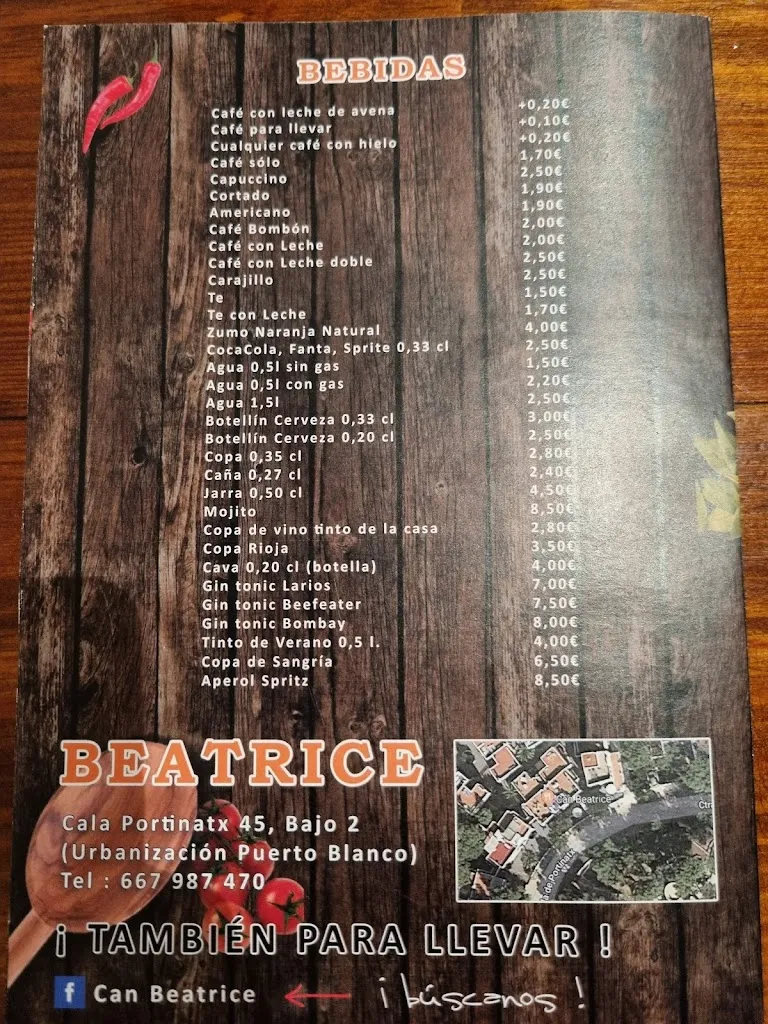 BEBIDAS
Café con leche de avena +0,20€
Café para llevar +0,10€
Cualquier café con hielo +0,20€
Café sólo 1,70€
Capuccino 2,50€
Cortado 1,90€
Americano 1,90€
Café Bombón 2,00€
Café con Leche 2,00€
Café con Leche doble 2,50€
Carajillo 2,50€
Te 1,50€
Te con Leche 1,70€
Zumo Naranja Natural 4,00€
CocaCola, Fanta, Sprite 0,33 cl 2,50€
Agua 0,5l sin gas 1,50€
Agua 0,5l con gas 2,20€
Agua 1,5l 2,50€
Botellín Cerveza 0,33 cl 3,00€
Botellín Cerveza 0,20 cl 2,50€
Copa 0,35 cl 2,80€
Caña 0,27 cl 2,40€
Jarra 0,50 cl 4,50€
Mojito 8,50€
Copa de vino tinto de la casa 2,80€
Copa Rioja 3,50€
Cava 0,20 cl (botella) 4,00€
Gin tonic Larios 7,00€
Gin tonic Beefeater 7,50€
Gin tonic Bombay 8,00€
Tinto de Verano 0,5 l. 4,00€
Copa de Sangría 6,50€
Aperol Spritz 8,50€
BEATRICE
Cala Portinatx 45, Bajo 2
(Urbanización Puerto Blanco)
Tel : 667 987 470
Can Beatrice
Ctra
a de Portinatx
¡ TAMBIÉN PARA LLEVAR !
f Can Beatrice ← ¡ búscanos !